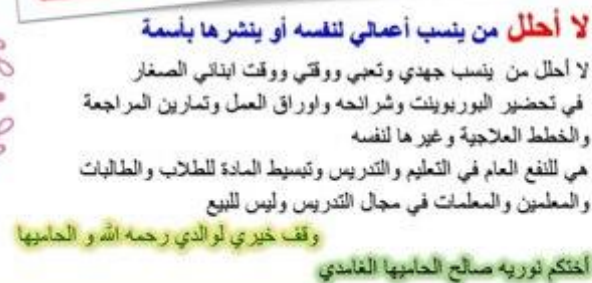 لا أحلل من ينسب أعمالي لنفسه أو ينشرها بأسمة
لا أحلل من ينسب جهدي وتعبي ووقتي ووقت ابنائي الصغار
في تحضير البوربوينت وشرائحه واوراق العمل وتمارين المراجعة
والخطط العلاجية وغيرها لنفسه
هي للنفع العام في التعليم والتدريس وتبسيط المادة للطلاب والطالبات
والمعلمين والمعلمات في مجال التدريس وليس للبيع
وقف خيري لوالدي رحمه الله و الحاميها
أختكم نوريه صالح الحاميها الغامدي